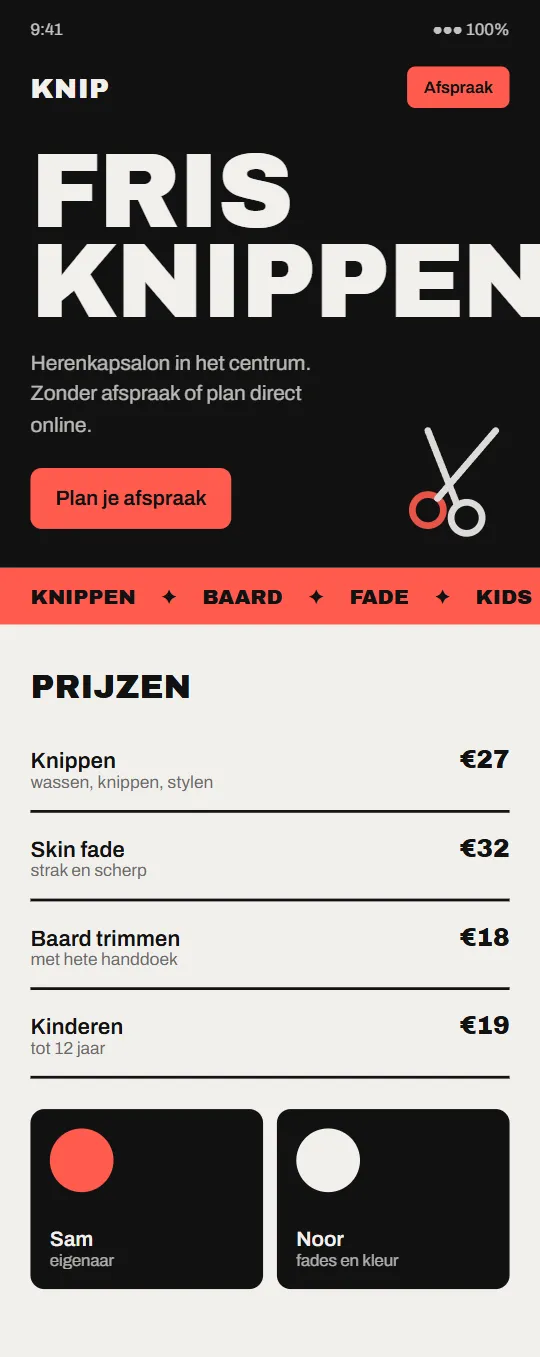 9:41
●●● 100%
KNIP
Afspraak
FRIS
KNIPPEN
Herenkapsalon in het centrum.
Zonder afspraak of plan direct
online.
Plan je afspraak
KNIPPEN ✦ BAARD ✦ FADE ✦ KIDS
PRIJZEN
Knippen €27
wassen, knippen, stylen
Skin fade €32
strak en scherp
Baard trimmen €18
met hete handdoek
Kinderen €19
tot 12 jaar
Sam
eigenaar
Noor
fades en kleur